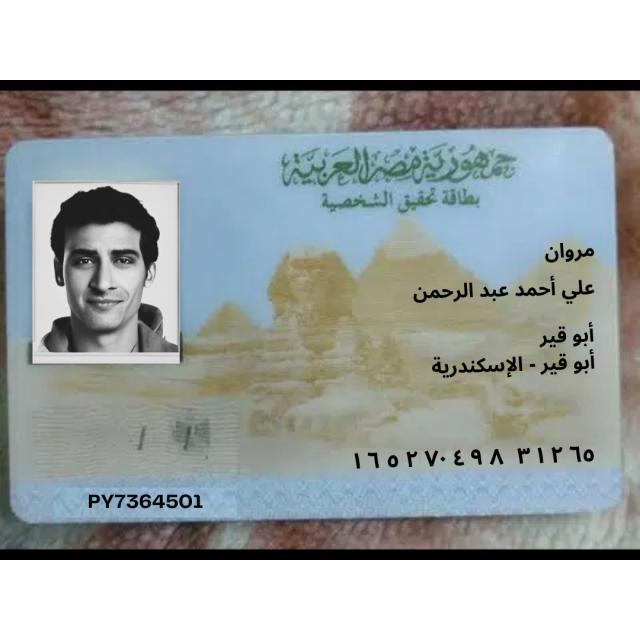 جمهورية مصر العربية
بطاقة تحقيق الشخصية
مروان
علي أحمد عبد الرحمن
أبو قير
أبو قير - الإسكندرية
١٦٥٢٧٠٤٩٨ ٣١٢٦٥
PY7364501